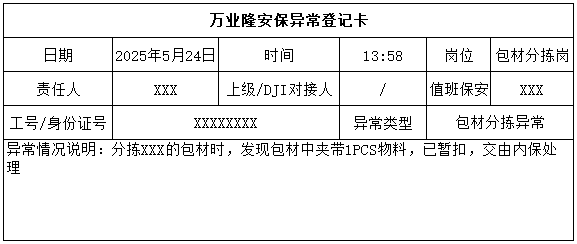 万业隆安保异常登记卡
日期 2025年5月24日 时间 13:58 岗位 包材分拣岗
责任人 XXX 上级/DJI对接人 / 值班保安 XXX
工号/身份证号 XXXXXXXX 异常类型 包材分拣异常
异常情况说明：分拣XXX的包材时，发现包材中夹带1PCS物料，已暂扣，交由内保处
理